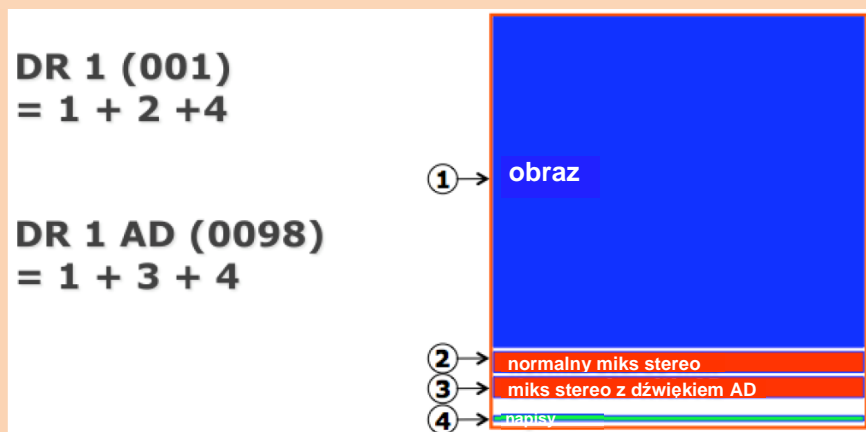 DR 1 (001)
= 1 + 2 +4
DR 1 AD (0098)
= 1 + 3 + 4
1 obraz
2 normalny miks stereo
3 miks stereo z dźwiękiem AD
4 napisy